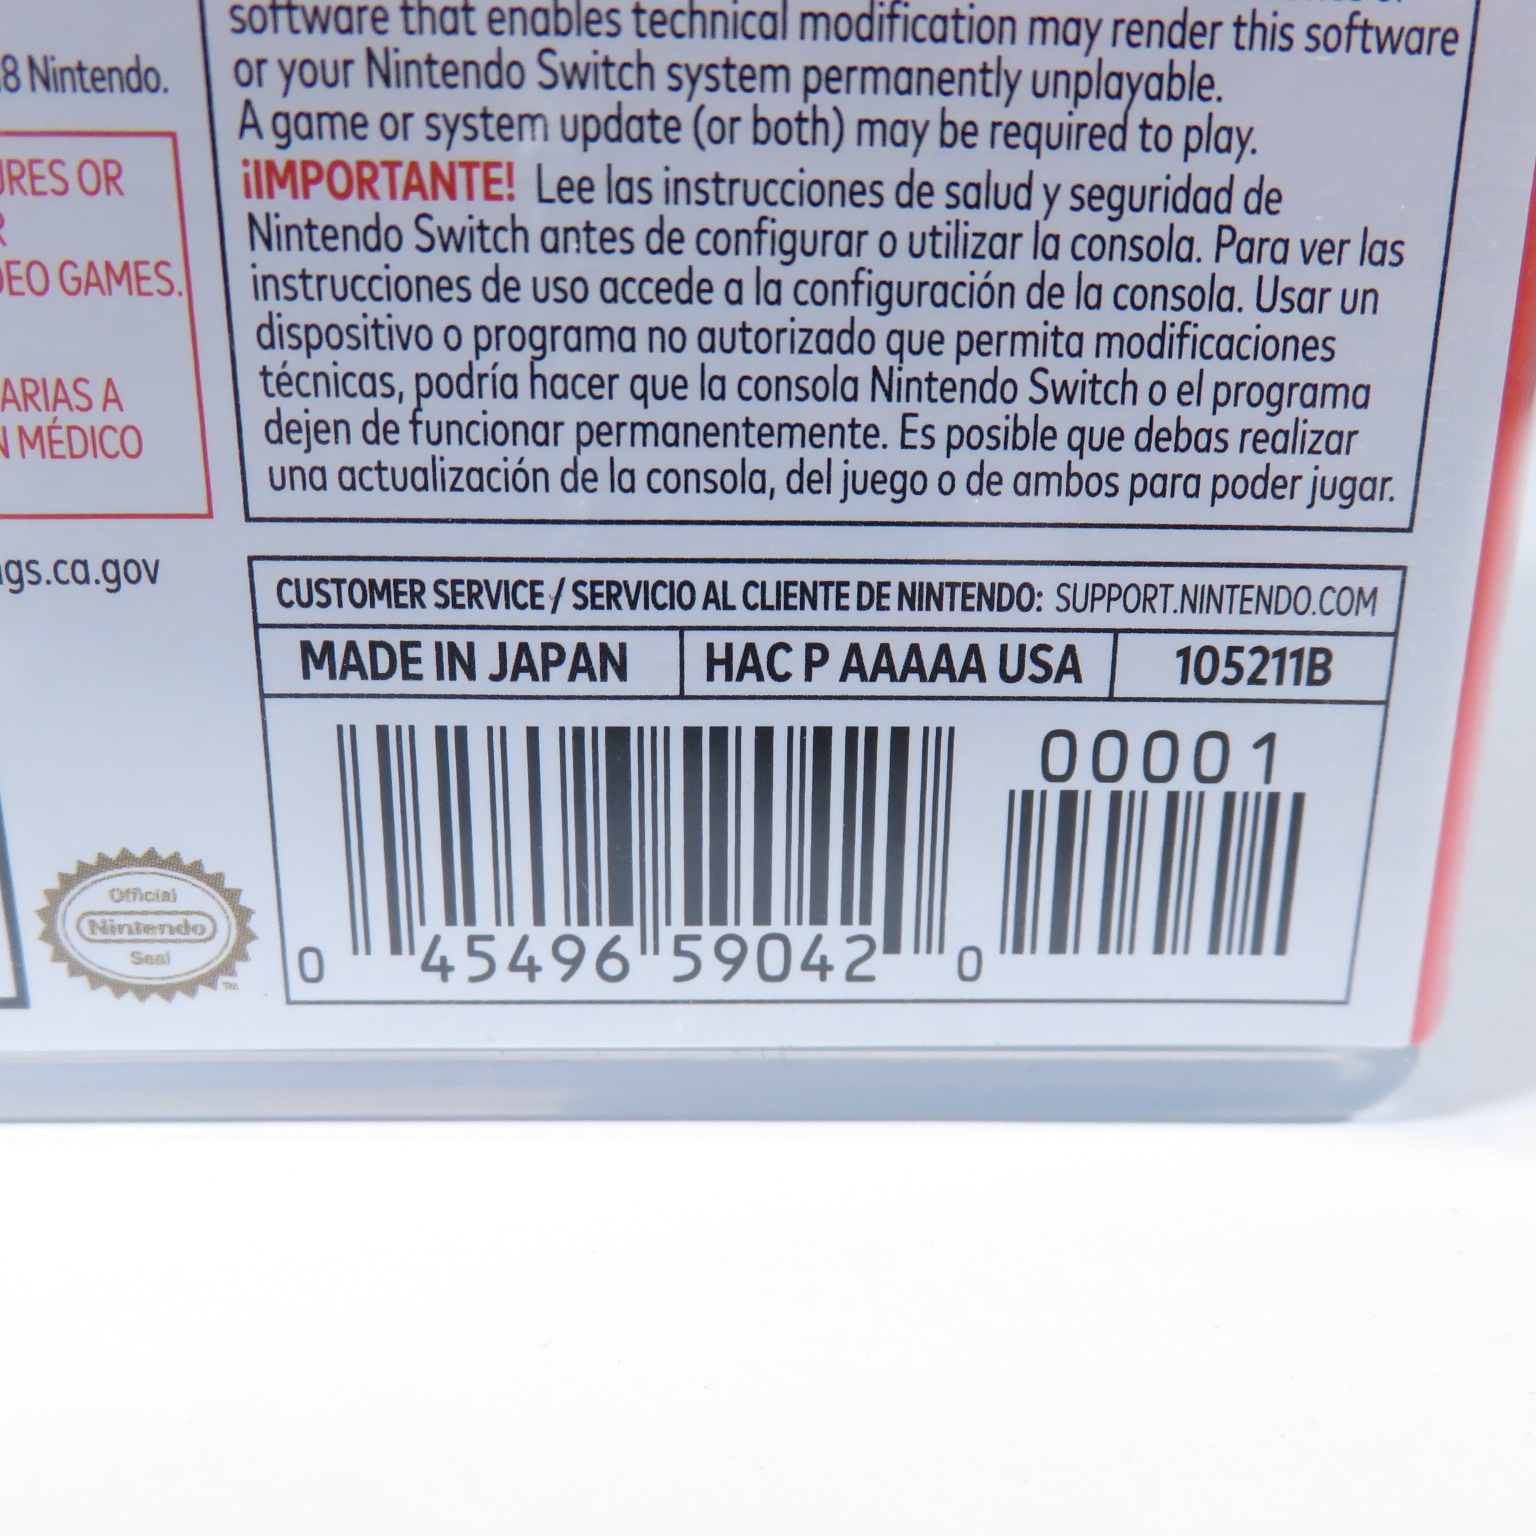 software that enables technical modification may render this software
or your Nintendo Switch system permanently unplayable.
A game or system update (or both) may be required to play.
¡IMPORTANTE! Lee las instrucciones de salud y seguridad de
Nintendo Switch antes de configurar o utilizar la consola. Para ver las
instrucciones de uso accede a la configuración de la consola. Usar un
dispositivo o programa no autorizado que permita modificaciones
técnicas, podría hacer que la consola Nintendo Switch o el programa
dejen de funcionar permanentemente. Es posible que debas realizar
una actualización de la consola, del juego o de ambos para poder jugar.
8 Nintendo.
URES OR
R
DEO GAMES.
ARIAS A
N MÉDICO
gs.ca.gov
CUSTOMER SERVICE / SERVICIO AL CLIENTE DE NINTENDO: SUPPORT.NINTENDO.COM
MADE IN JAPAN HAC P AAAAA USA 105211B
00001
0 45496 59042 0
Official
Nintendo
Seal
TM